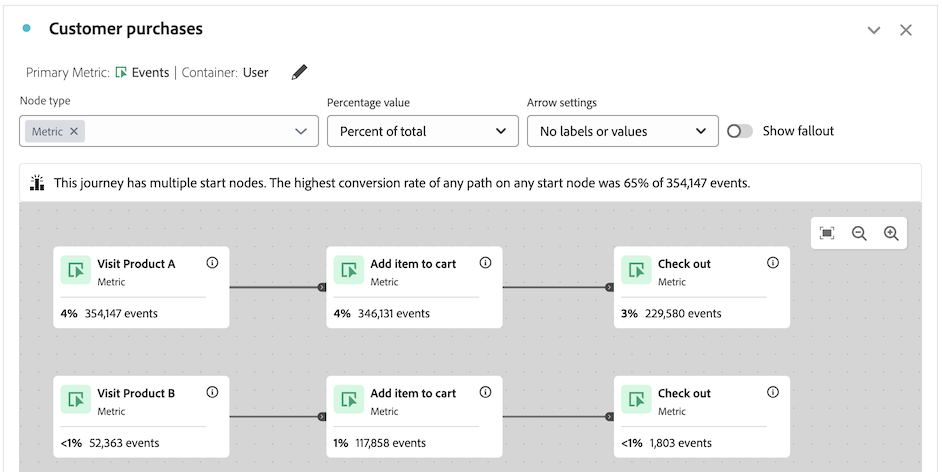 Customer purchases
Primary Metric: Events | Container: User
Node type
Percentage value
Arrow settings
Metric
Percent of total
No labels or values
Show fallout
This journey has multiple start nodes. The highest conversion rate of any path on any start node was 65% of 354,147 events.
Visit Product A
Metric
4% 354,147 events
Add item to cart
Metric
4% 346,131 events
Check out
Metric
3% 229,580 events
Visit Product B
Metric
<1% 52,363 events
Add item to cart
Metric
1% 117,858 events
Check out
Metric
<1% 1,803 events